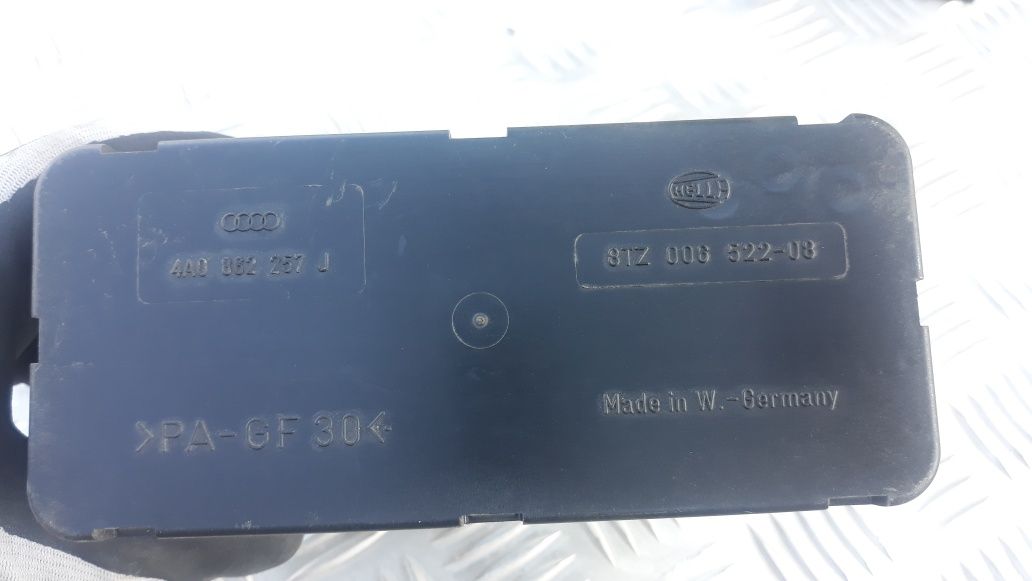 HELLA
4A0 862 257 J
8TZ 006 522-08
>PA-GF 30<
Made in W.-Germany